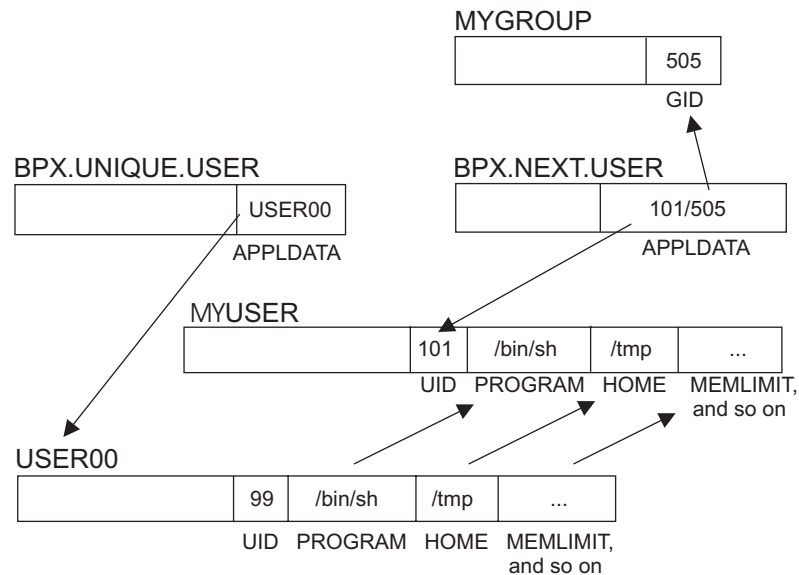 MYGROUP
505
GID
BPX.UNIQUE.USER
USER00
APPLDATA
BPX.NEXT.USER
101/505
APPLDATA
MYUSER
101 /bin/sh /tmp ...
UID PROGRAM HOME MEMLIMIT,
and so on
USER00
99 /bin/sh /tmp ...
UID PROGRAM HOME MEMLIMIT,
and so on